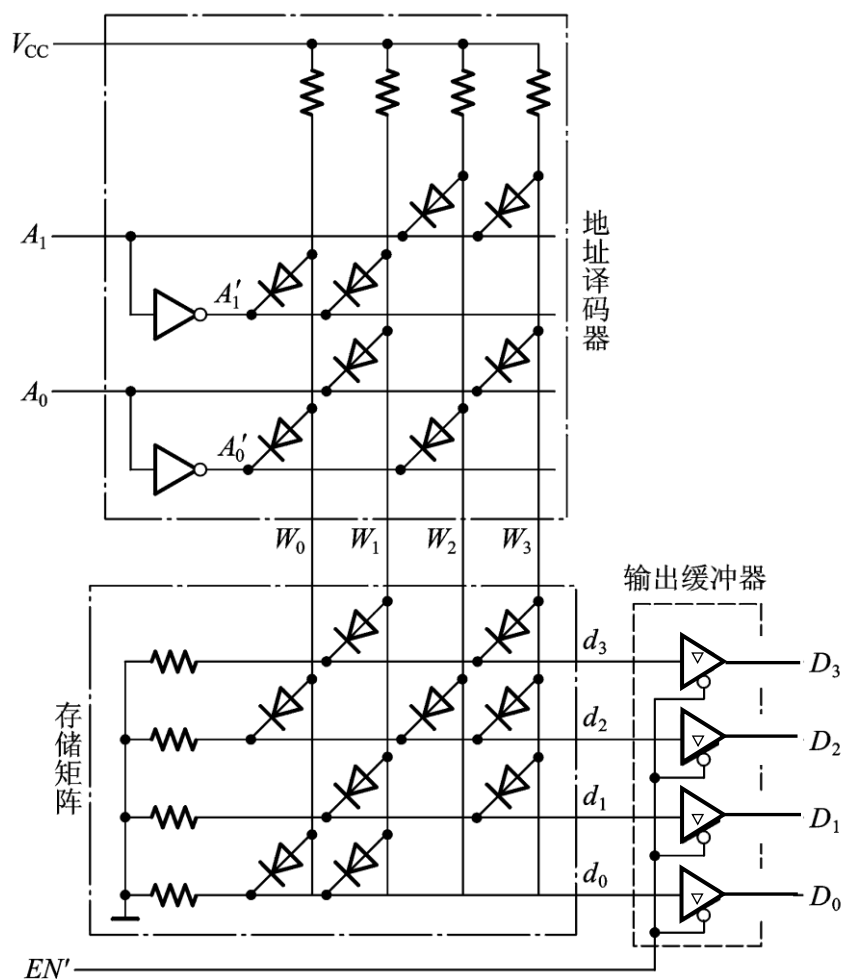 V_CC
A_1
A_1'
A_0
A_0'
地址译码器
W_0 W_1 W_2 W_3
输出缓冲器
存储矩阵
d_3 D_3
d_2 D_2
d_1 D_1
d_0 D_0
EN'